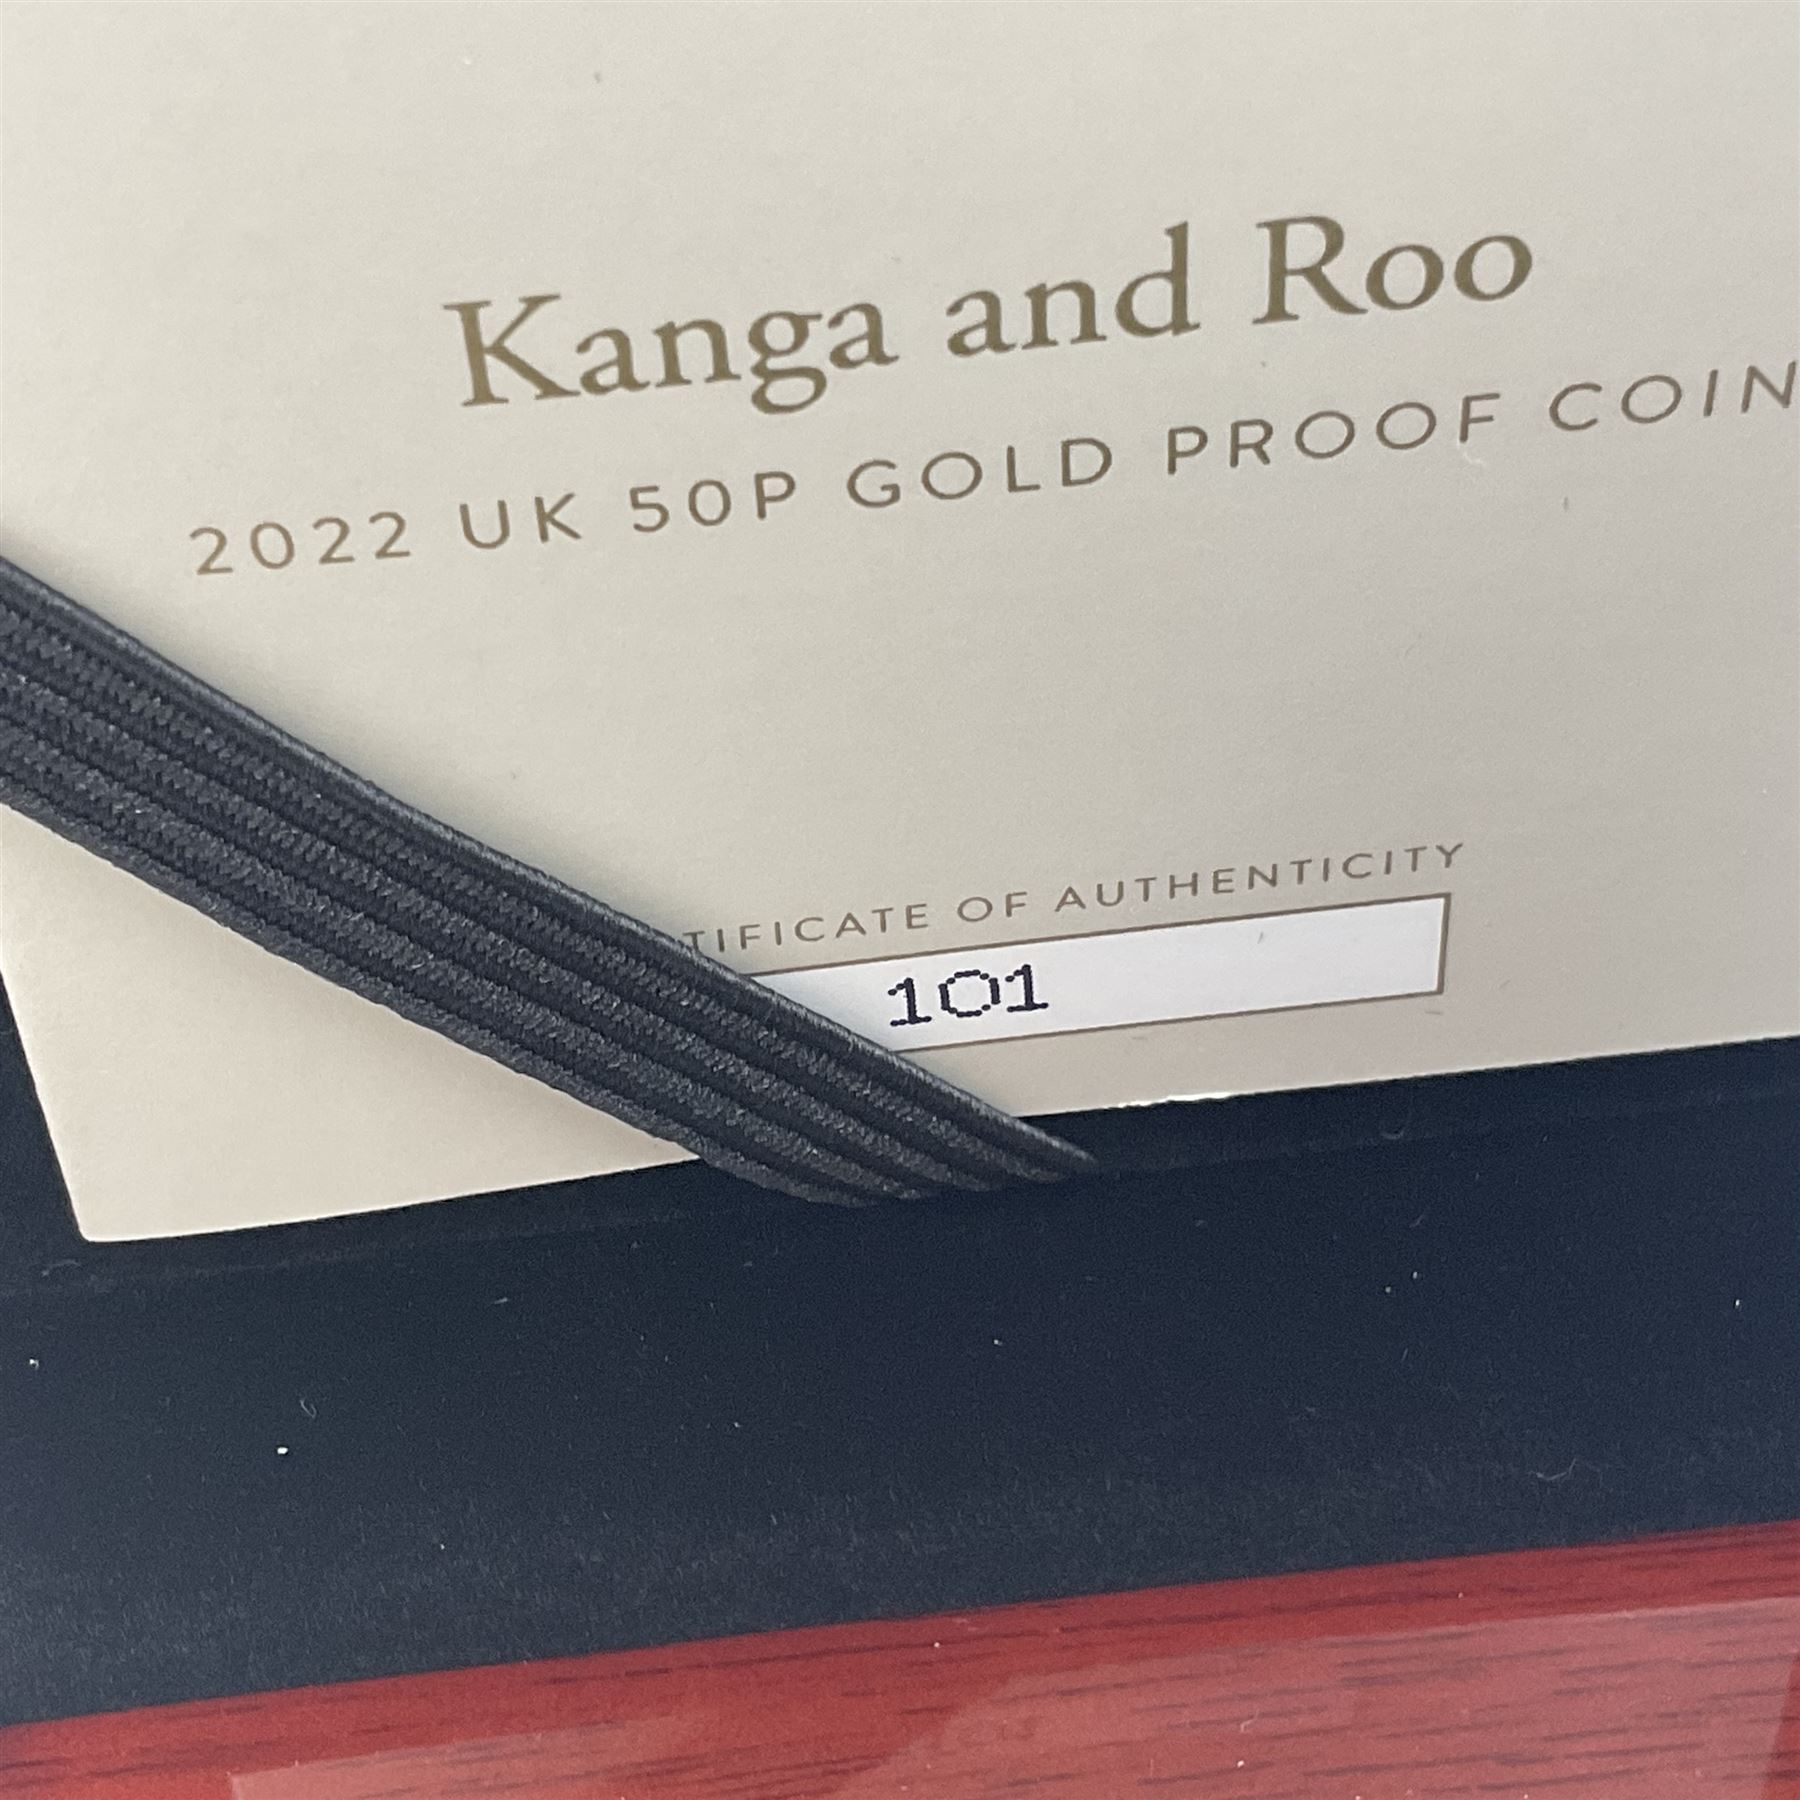 Kanga and Roo
2022 UK 50P GOLD PROOF COIN
TIFICATE OF AUTHENTICITY
101